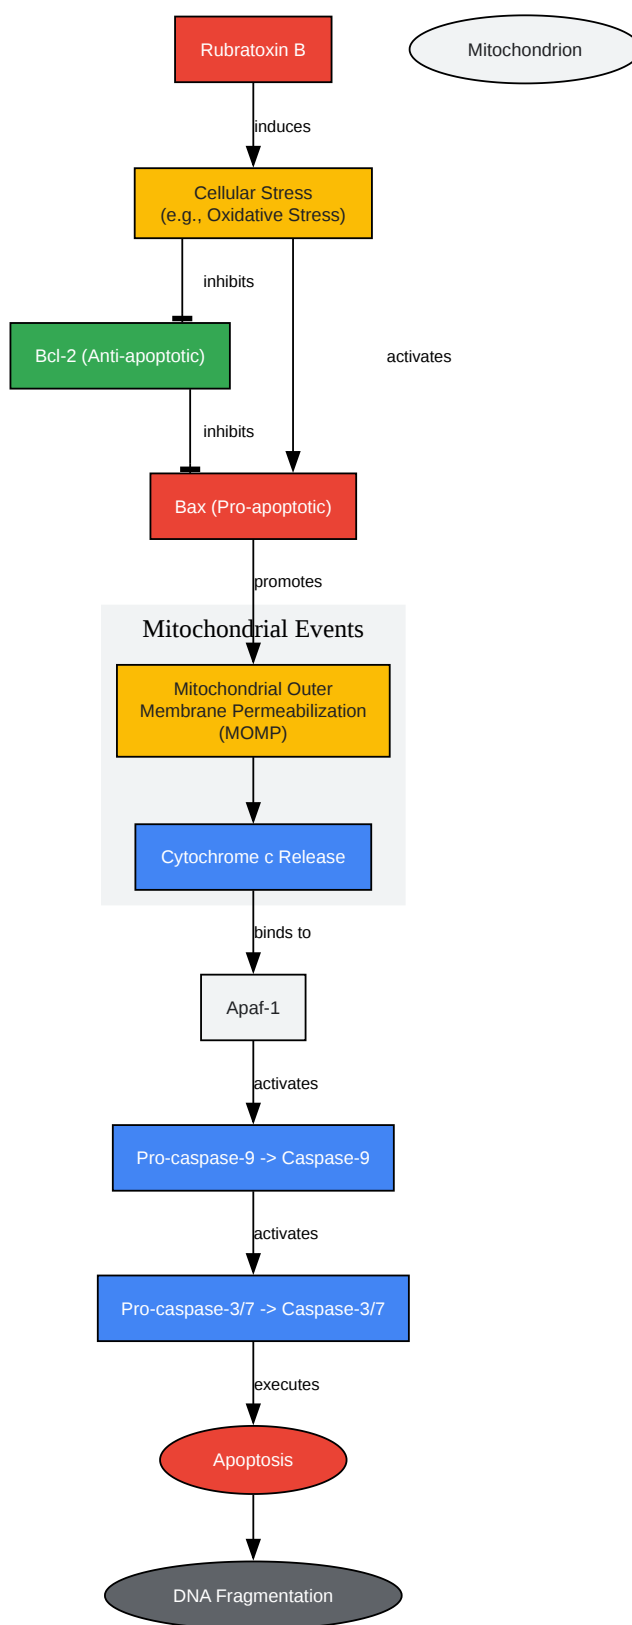 Rubratoxin B
Mitochondrion
induces
Cellular Stress
(e.g., Oxidative Stress)
inhibits
Bcl-2 (Anti-apoptotic)
activates
inhibits
Bax (Pro-apoptotic)
promotes
Mitochondrial Events
Mitochondrial Outer
Membrane Permeabilization
(MOMP)
Cytochrome c Release
binds to
Apaf-1
activates
Pro-caspase-9 -> Caspase-9
activates
Pro-caspase-3/7 -> Caspase-3/7
executes
Apoptosis
DNA Fragmentation